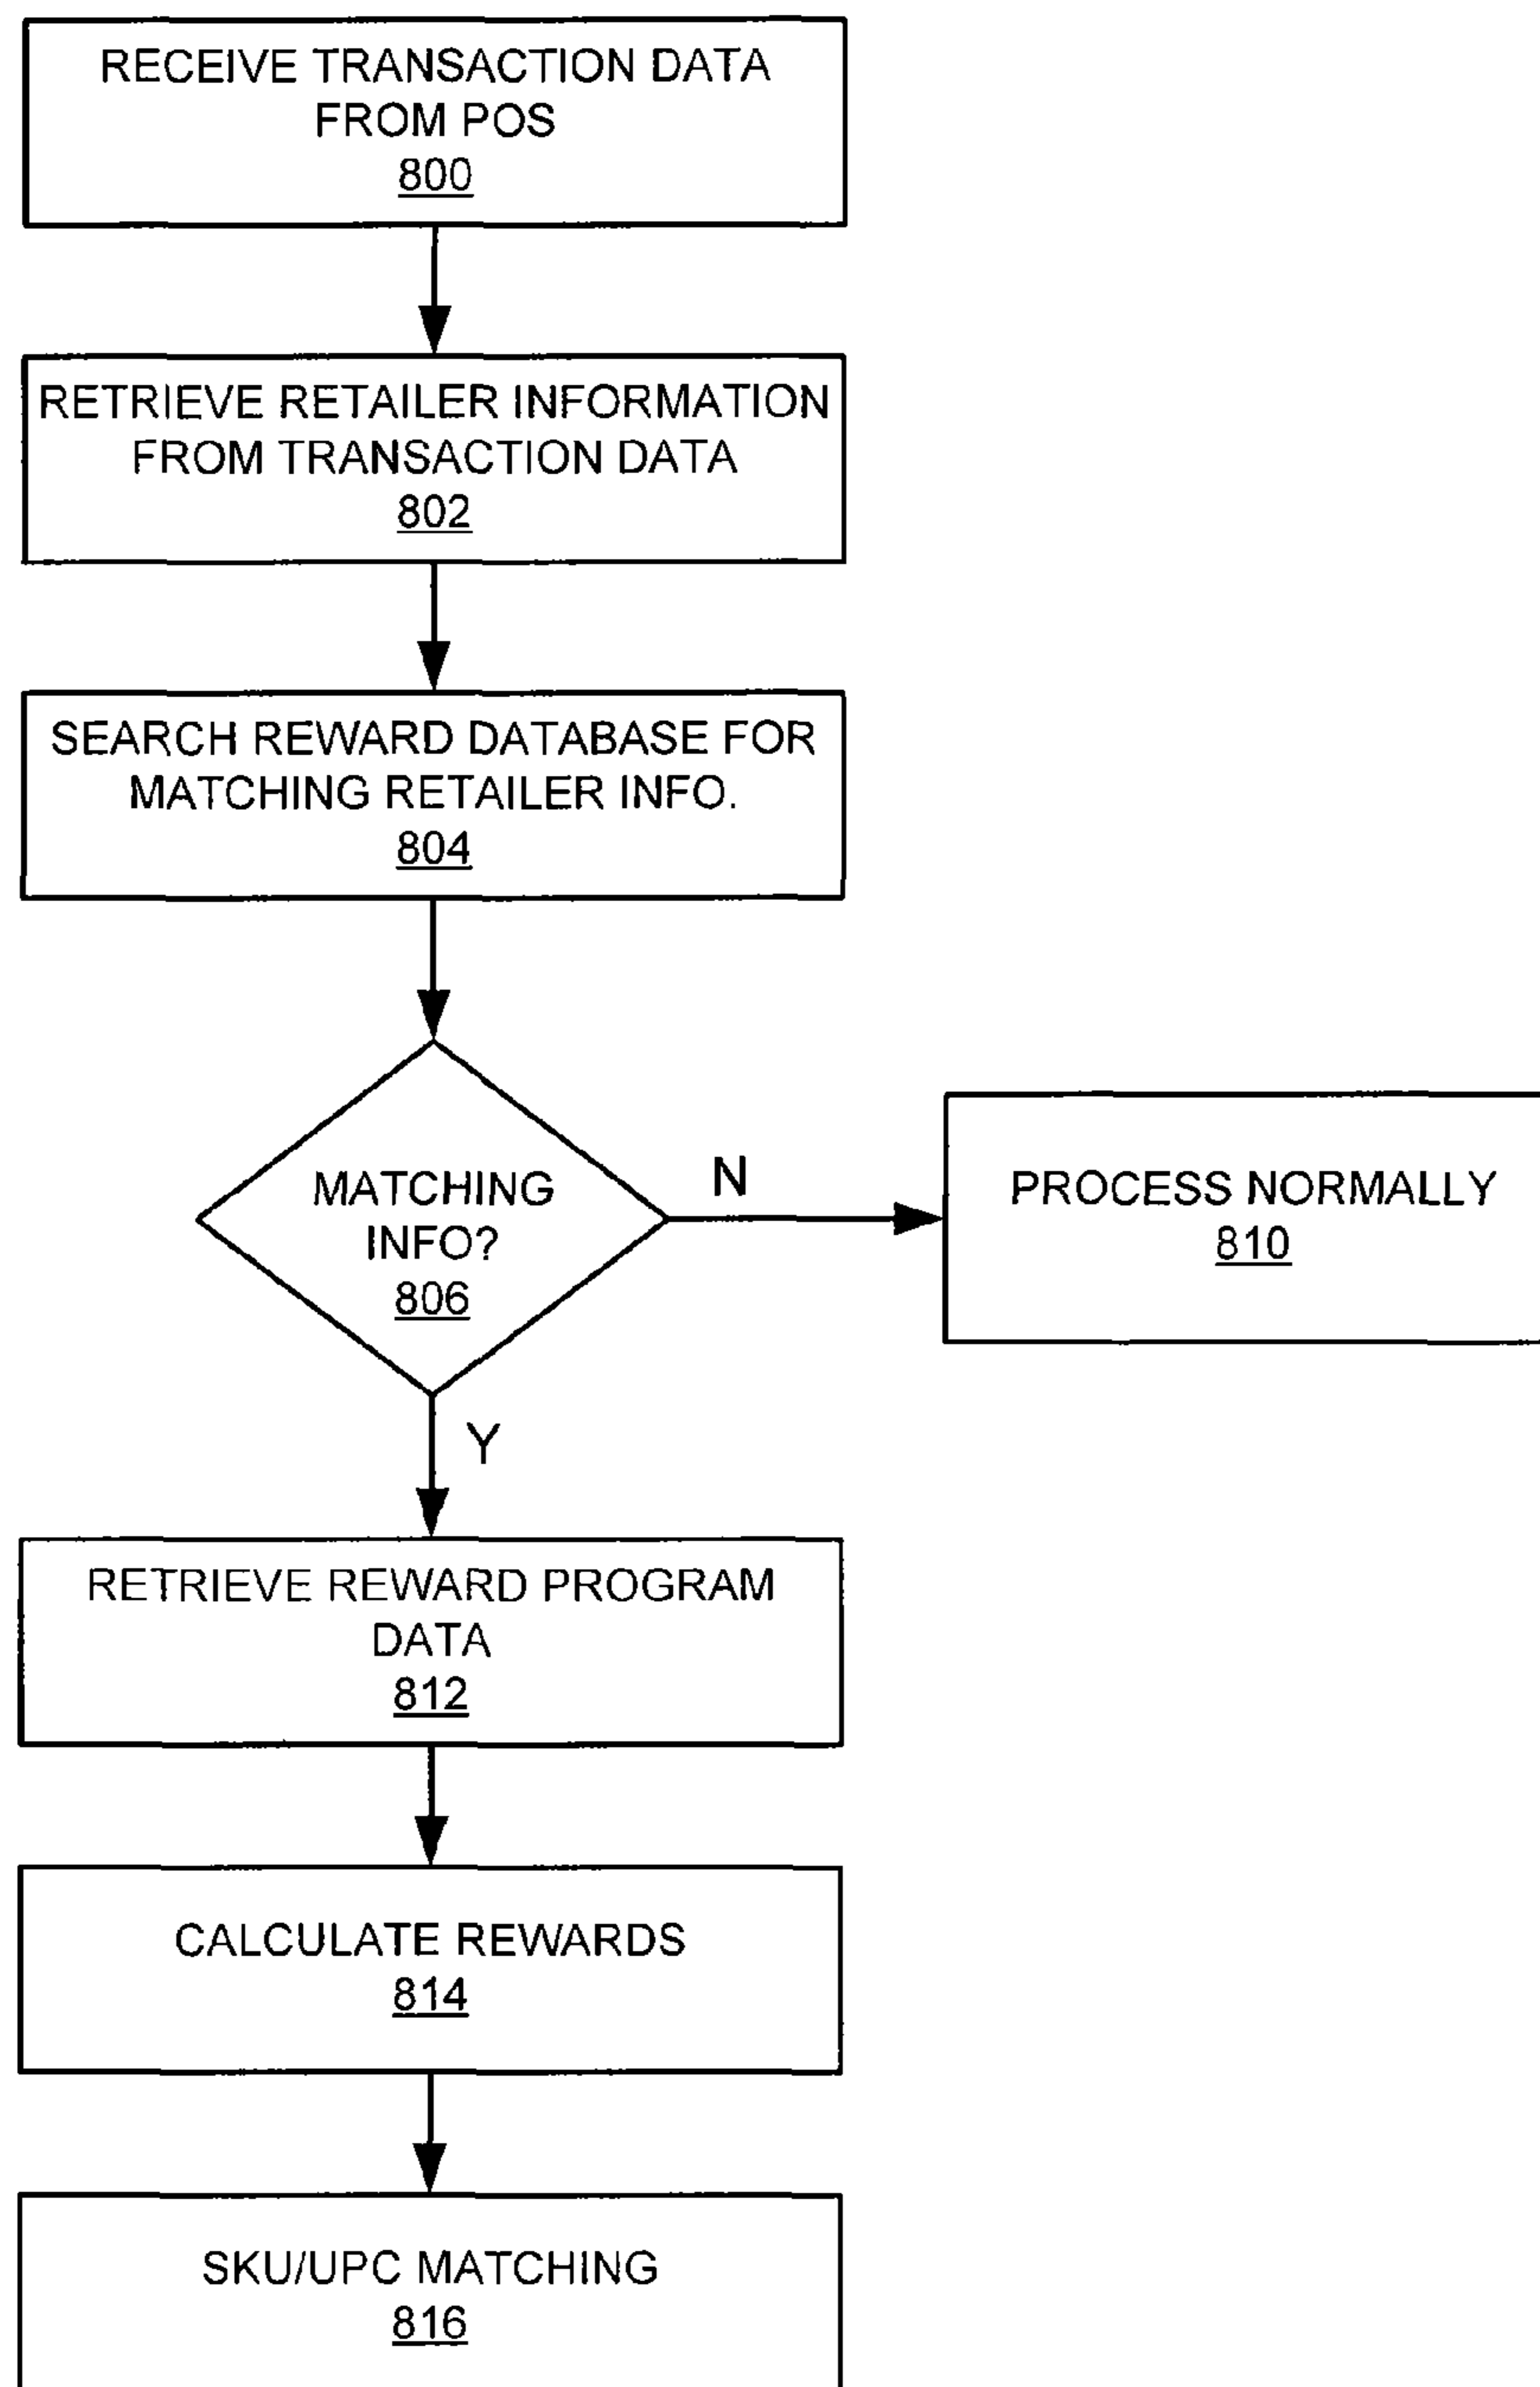 RECEIVE TRANSACTION DATA
FROM POS
800
RETRIEVE RETAILER INFORMATION
FROM TRANSACTION DATA
802
SEARCH REWARD DATABASE FOR
MATCHING RETAILER INFO.
804
MATCHING
INFO?
806
N
PROCESS NORMALLY
810
Y
RETRIEVE REWARD PROGRAM
DATA
812
CALCULATE REWARDS
814
SKU/UPC MATCHING
816